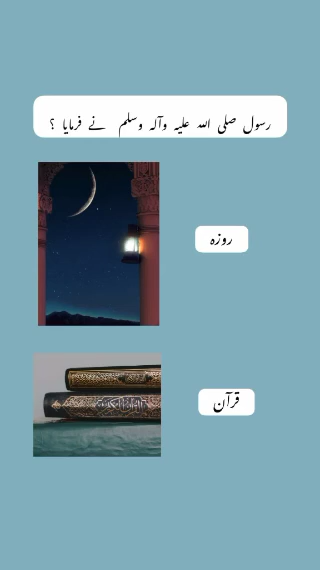 رسول صلی اللہ علیہ وآلہ وسلم نے فرمایا ؟
روزہ
قرآن